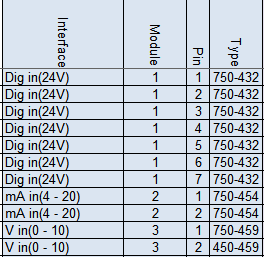 Interface Module Pin Type
Dig in(24V) 1 1 750-432
Dig in(24V) 1 2 750-432
Dig in(24V) 1 3 750-432
Dig in(24V) 1 4 750-432
Dig in(24V) 1 5 750-432
Dig in(24V) 1 6 750-432
Dig in(24V) 1 7 750-432
mA in(4 - 20) 2 1 750-454
mA in(4 - 20) 2 2 750-454
V in(0 - 10) 3 1 750-459
V in(0 - 10) 3 2 450-459